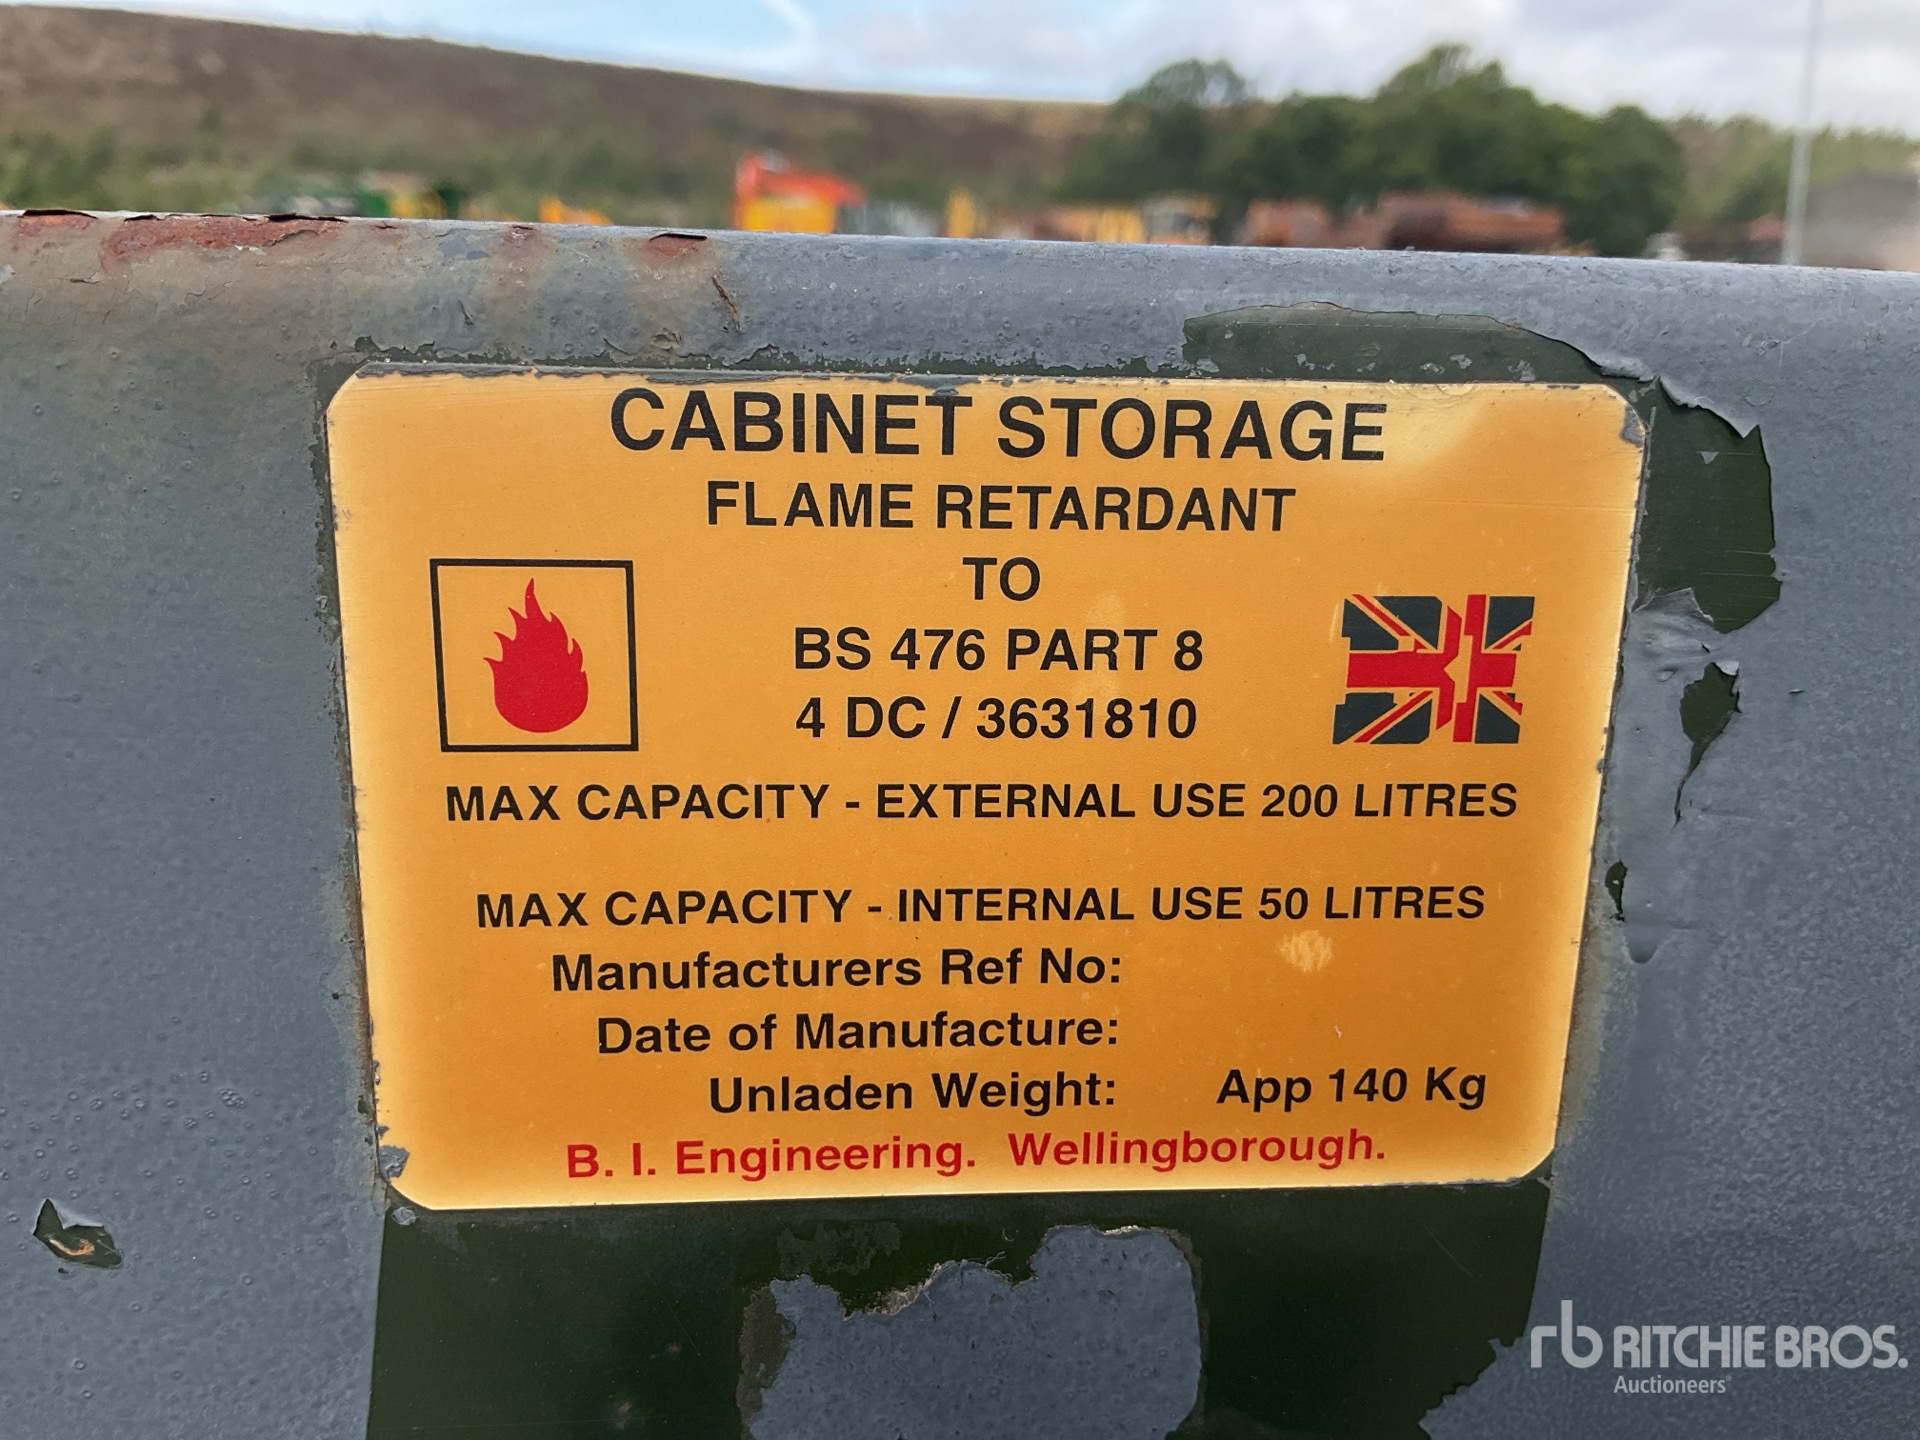 CABINET STORAGE
FLAME RETARDANT
TO
BS 476 PART 8
4 DC / 3631810
MAX CAPACITY - EXTERNAL USE 200 LITRES
MAX CAPACITY - INTERNAL USE 50 LITRES
Manufacturers Ref No:
Date of Manufacture:
Unladen Weight: App 140 Kg
B. I. Engineering. Wellingborough.
rb RITCHIE BROS.
Auctioneers